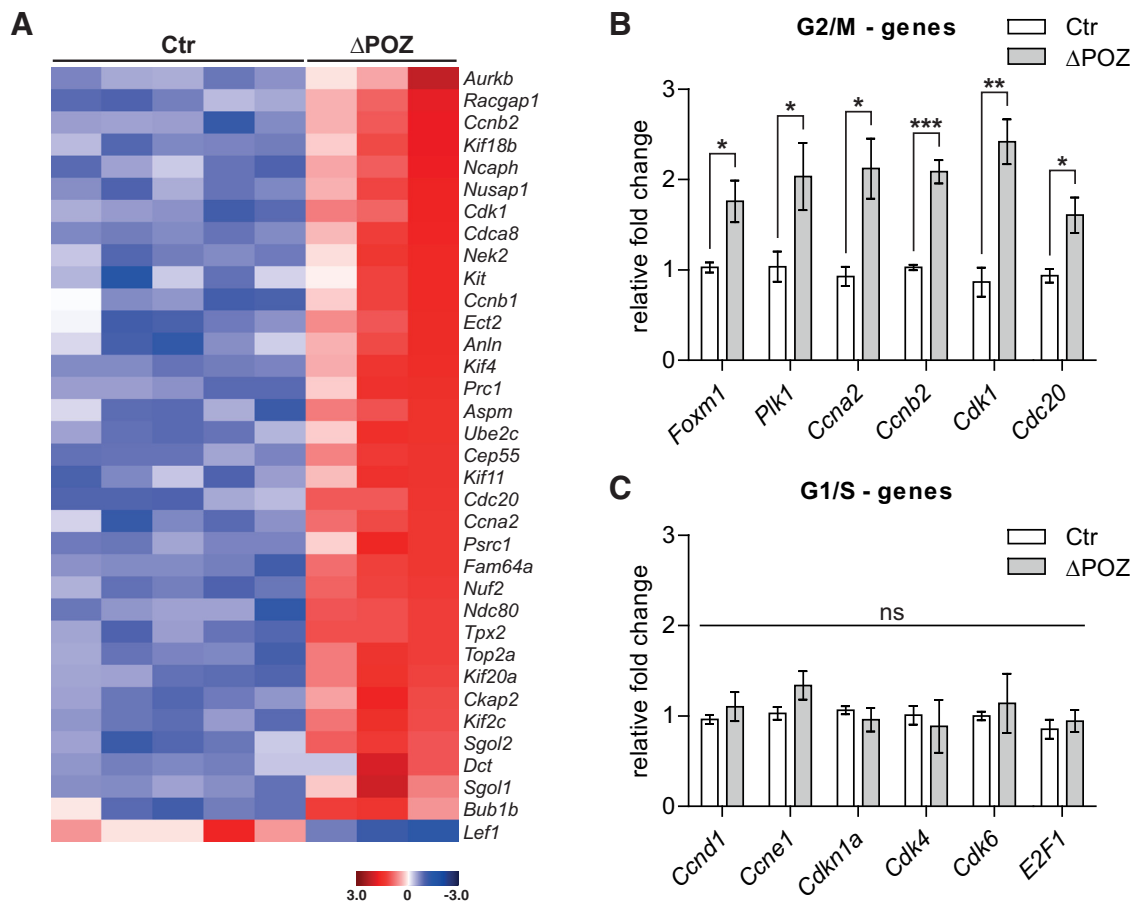 A
Ctr ΔPOZ
Aurkb
Racgap1
Ccnb2
Kif18b
Ncaph
Nusap1
Cdk1
Cdca8
Nek2
Kit
Ccnb1
Ect2
Anln
Kif4
Prc1
Aspm
Ube2c
Cep55
Kif11
Cdc20
Ccna2
Psrc1
Fam64a
Nuf2
Ndc80
Tpx2
Top2a
Kif20a
Ckap2
Kif2c
Sgol2
Dct
Sgol1
Bub1b
Lef1
3.0 0 -3.0
B
G2/M - genes
Ctr
ΔPOZ
relative fold change
3
2
1
0
* * * *** ** *
Foxm1 Plk1 Ccna2 Ccnb2 Cdk1 Cdc20
C
G1/S - genes
Ctr
ΔPOZ
relative fold change
3
2
1
0
ns
Ccnd1 Ccne1 Cdkn1a Cdk4 Cdk6 E2F1